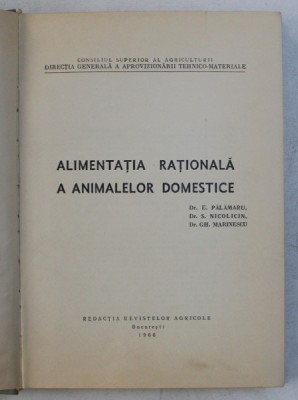 CONSILIUL SUPERIOR AL AGRICULTURII
DIRECȚIA GENERALĂ A APROVIZIONĂRII TEHNICO-MATERIALE
ALIMENTAȚIA RAȚIONALĂ
A ANIMALELOR DOMESTICE
Dr. E. PĂLĂMARU,
Dr. S. NICOLICIN,
Dr. GH. MARINESCU
REDACȚIA REVISTELOR AGRICOLE
București